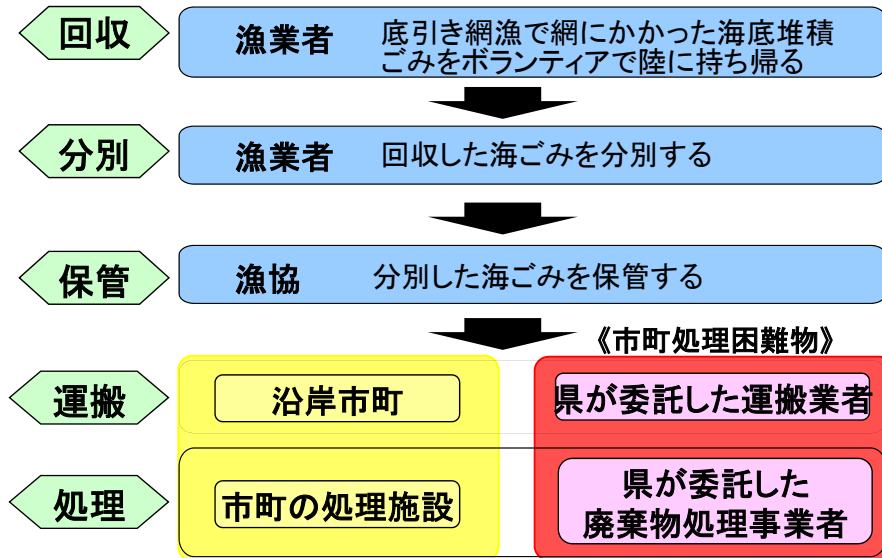 回収
漁業者
底引き網漁で網にかかった海底堆積
ごみをボランティアで陸に持ち帰る
分別
漁業者
回収した海ごみを分別する
保管
漁協
分別した海ごみを保管する
《市町処理困難物》
運搬
沿岸市町
県が委託した運搬業者
処理
市町の処理施設
県が委託した
廃棄物処理事業者